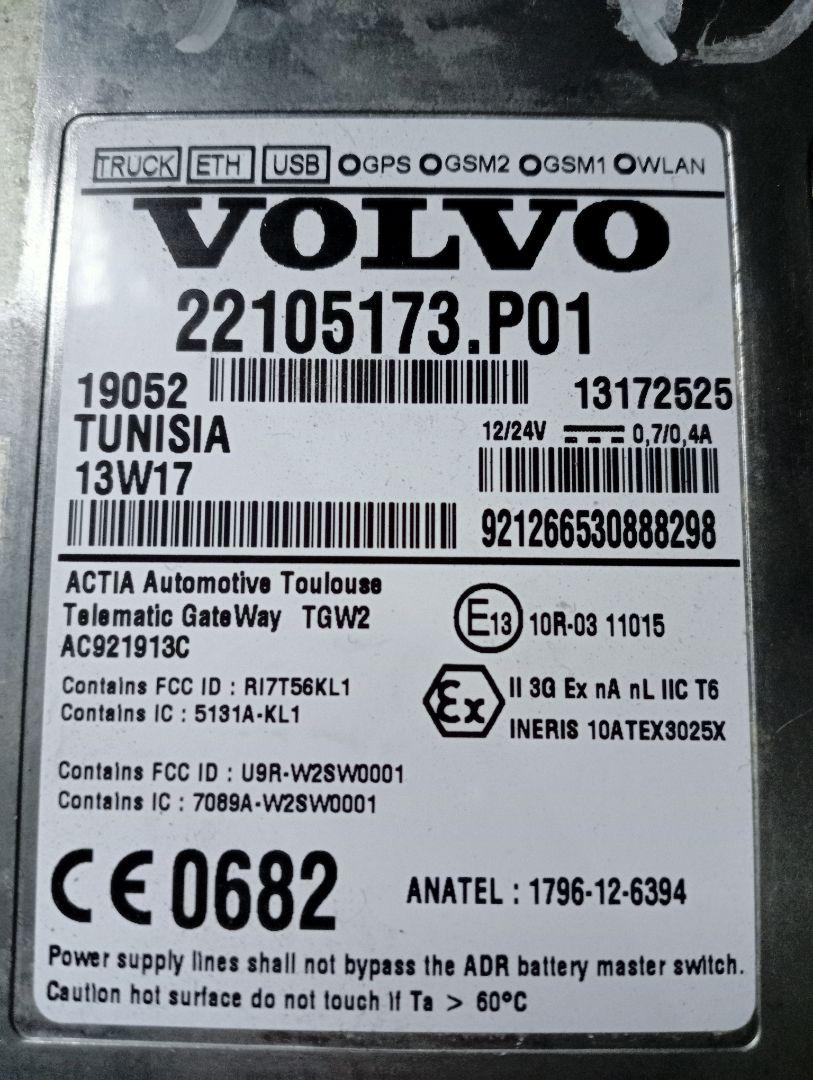 TRUCK ETH USB GPS GSM2 GSM1 WLAN
VOLVO
22105173.P01
19052 13172525
TUNISIA 12/24V 0,7/0,4A
13W17
921266530888298
ACTIA Automotive Toulouse
Telematic GateWay TGW2
AC921913C
E13 10R-03 11015
Contains FCC ID : RI7T56KL1
Contains IC : 5131A-KL1
Ex II 3G Ex nA nL IIC T6
INERIS 10ATEX3025X
Contains FCC ID : U9R-W2SW0001
Contains IC : 7089A-W2SW0001
CE0682 ANATEL : 1796-12-6394
Power supply lines shall not bypass the ADR battery master switch.
Caution hot surface do not touch if Ta > 60°C